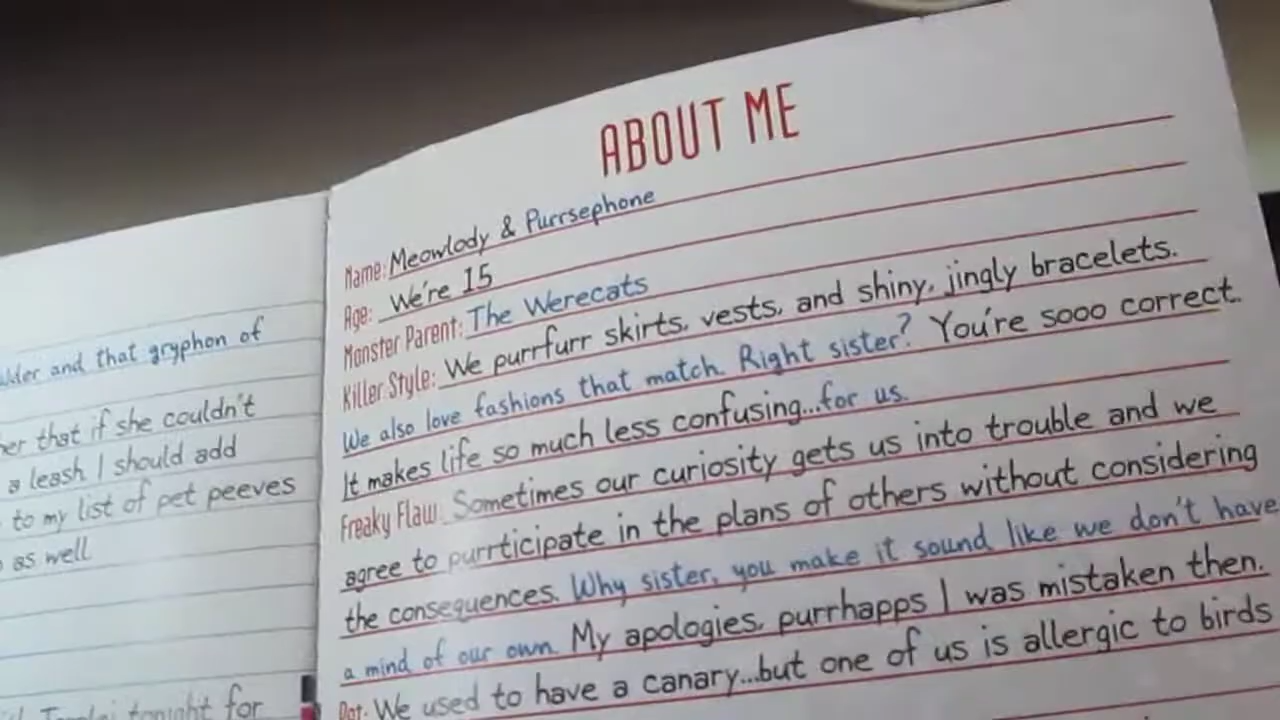 ABOUT ME
Name: Meowlody & Purrsephone
Age: We're 15
Monster Parent: The Werecats
Killer Style: We purrfurr skirts, vests, and shiny, jingly bracelets.
We also love fashions that match. Right sister? You're sooo correct.
It makes life so much less confusing...for us.
Freaky Flaw: Sometimes our curiosity gets us into trouble and we
agree to purrticipate in the plans of others without considering
the consequences. Why sister, you make it sound like we don't have
a mind of our own. My apologies, purrhapps I was mistaken then.
Pet: We used to have a canary...but one of us is allergic to birds
and that gryphon of
that if she couldn't
a leash I should add
to my list of pet peeves
as well
tonight for